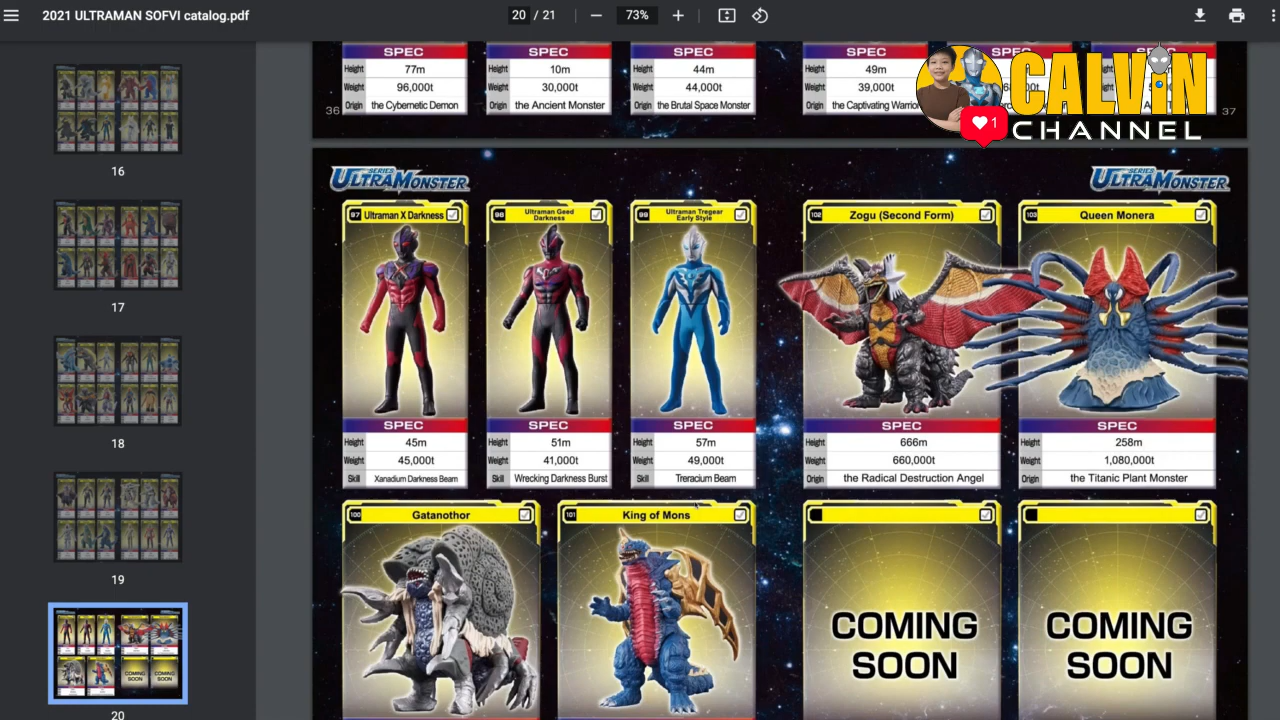 2021 ULTRAMAN SOFVI catalog.pdf
20 / 21
73%
16
17
18
19
20
SPEC
Height 77m
Weight 96,000t
Origin the Cybernetic Demon
SPEC
Height 10m
Weight 30,000t
Origin the Ancient Monster
SPEC
Height 44m
Weight 44,000t
Origin the Brutal Space Monster
SPEC
Height 49m
Weight 39,000t
Origin the Captivating Warrior
36
37
CALVIN
CHANNEL
1
SERIES
ULTRAMONSTER
SERIES
ULTRAMONSTER
97 Ultraman X Darkness
SPEC
Height 45m
Weight 45,000t
Skill Xanadium Darkness Beam
98 Ultraman Geed
Darkness
SPEC
Height 51m
Weight 41,000t
Skill Wrecking Darkness Burst
99 Ultraman Tregear
Early Style
SPEC
Height 57m
Weight 49,000t
Skill Treracium Beam
102 Zogu (Second Form)
SPEC
Height 666m
Weight 660,000t
Origin the Radical Destruction Angel
103 Queen Monera
SPEC
Height 258m
Weight 1,080,000t
Origin the Titanic Plant Monster
100 Gatanothor
101 King of Mons
COMING
SOON
COMING
SOON